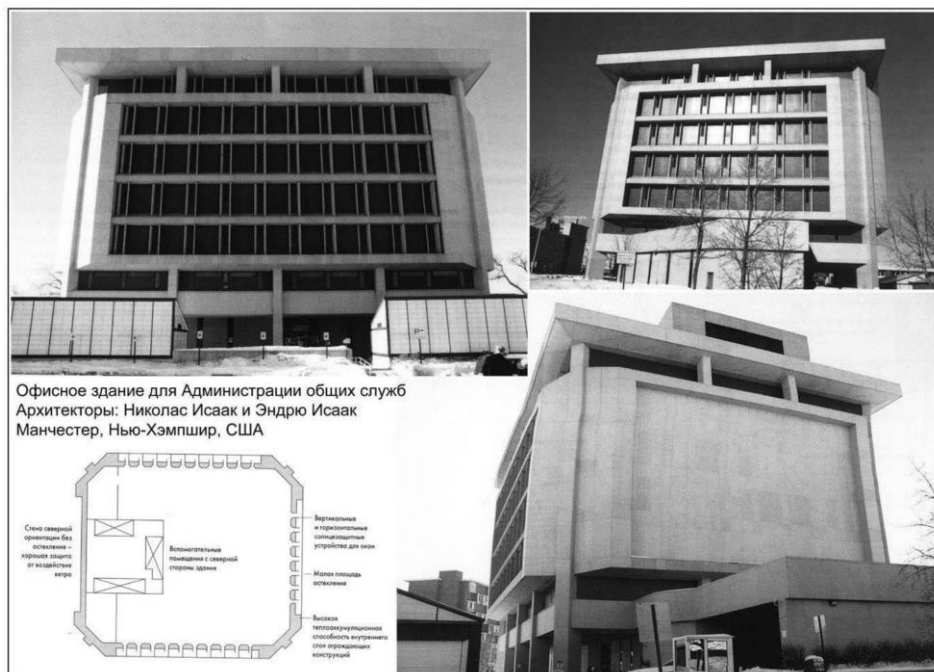 Офисное здание для Администрации общих служб
Архитекторы: Николас Исаак и Эндрю Исаак
Манчестер, Нью-Хэмпшир, США
Стена северной
ориентации без
остекления –
хорошая защита
от воздействия
ветра
Вспомогательные
помещения с северной
стороны здания
Вертикальные
и горизонтальные
солнцезащитные
устройства для окон
Малая площадь
остекления
Высокая
теплоаккумуляционная
способность внутреннего
слоя ограждающих
конструкций